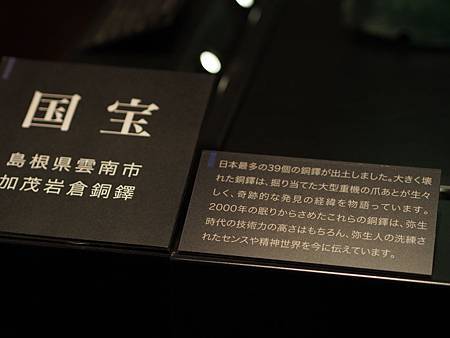 国宝
島根県雲南市
加茂岩倉銅鐸
日本最多の39個の銅鐸が出土しました。大きく壊
れた銅鐸は、掘り当てた大型重機の爪あとが生々
しく、奇跡的な発見の経緯を物語っています。
2000年の眠りからさめたこれらの銅鐸は、弥生
時代の技術力の高さはもちろん、弥生人の洗練さ
れたセンスや精神世界を今に伝えています。